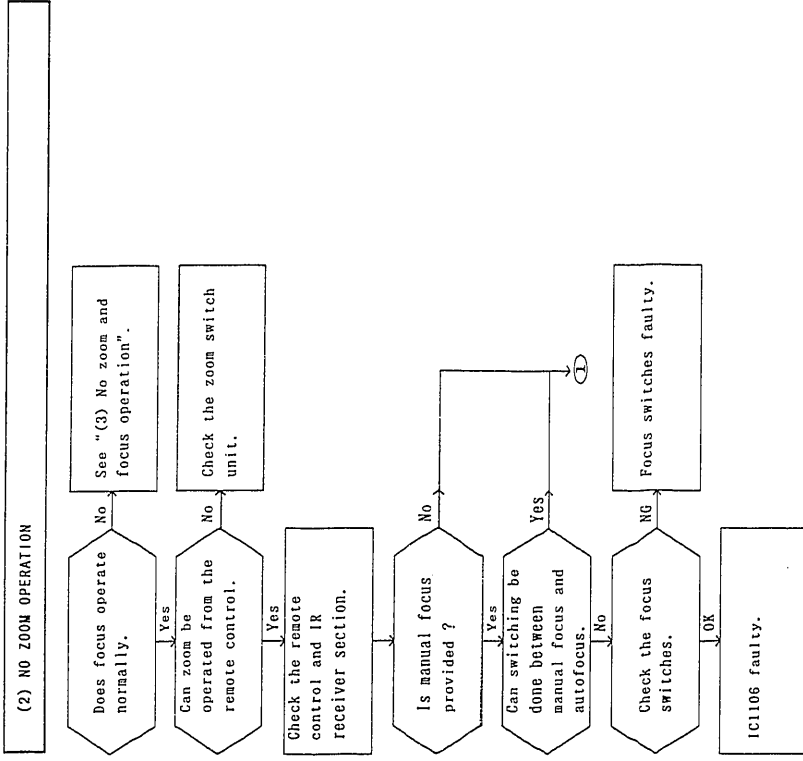 (2) NO ZOOM OPERATION
Does focus operate
normally.
No
See "(3) No zoom and
focus operation".
Yes
Can zoom be
operated from the
remote control.
No
Check the zoom switch
unit.
Yes
Check the remote
control and IR
receiver section.
Is manual focus
provided ?
No
Yes
Can switching be
done between
manual focus and
autofocus.
Yes
1
No
Check the focus
switches.
NG
Focus switches faulty.
OK
IC1106 faulty.